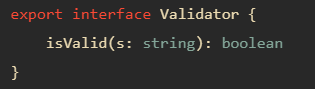 export interface Validator {
    isValid(s: string): boolean
}